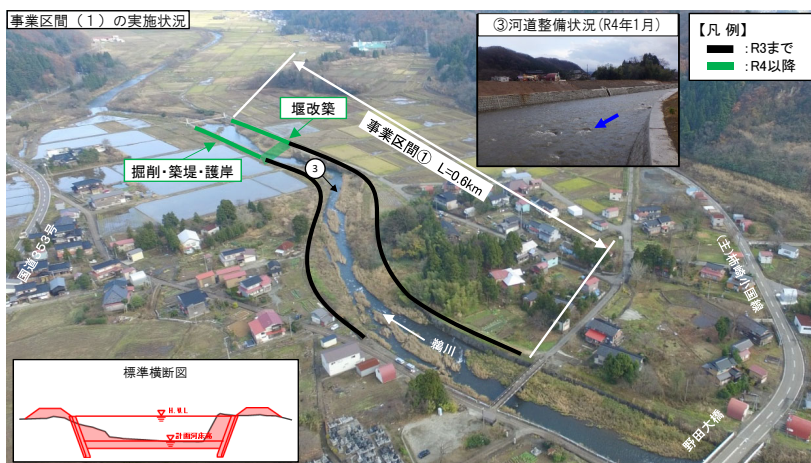 事業区間（1）の実施状況
③河道整備状況(R4年1月)
【凡 例】
：R3まで
：R4以降
堰改築
掘削・築堤・護岸
事業区間① L=0.6km
3
国道353号
(主)柿崎小国線
鵜川
野田大橋
標準横断図
H.W.L
計画河床高